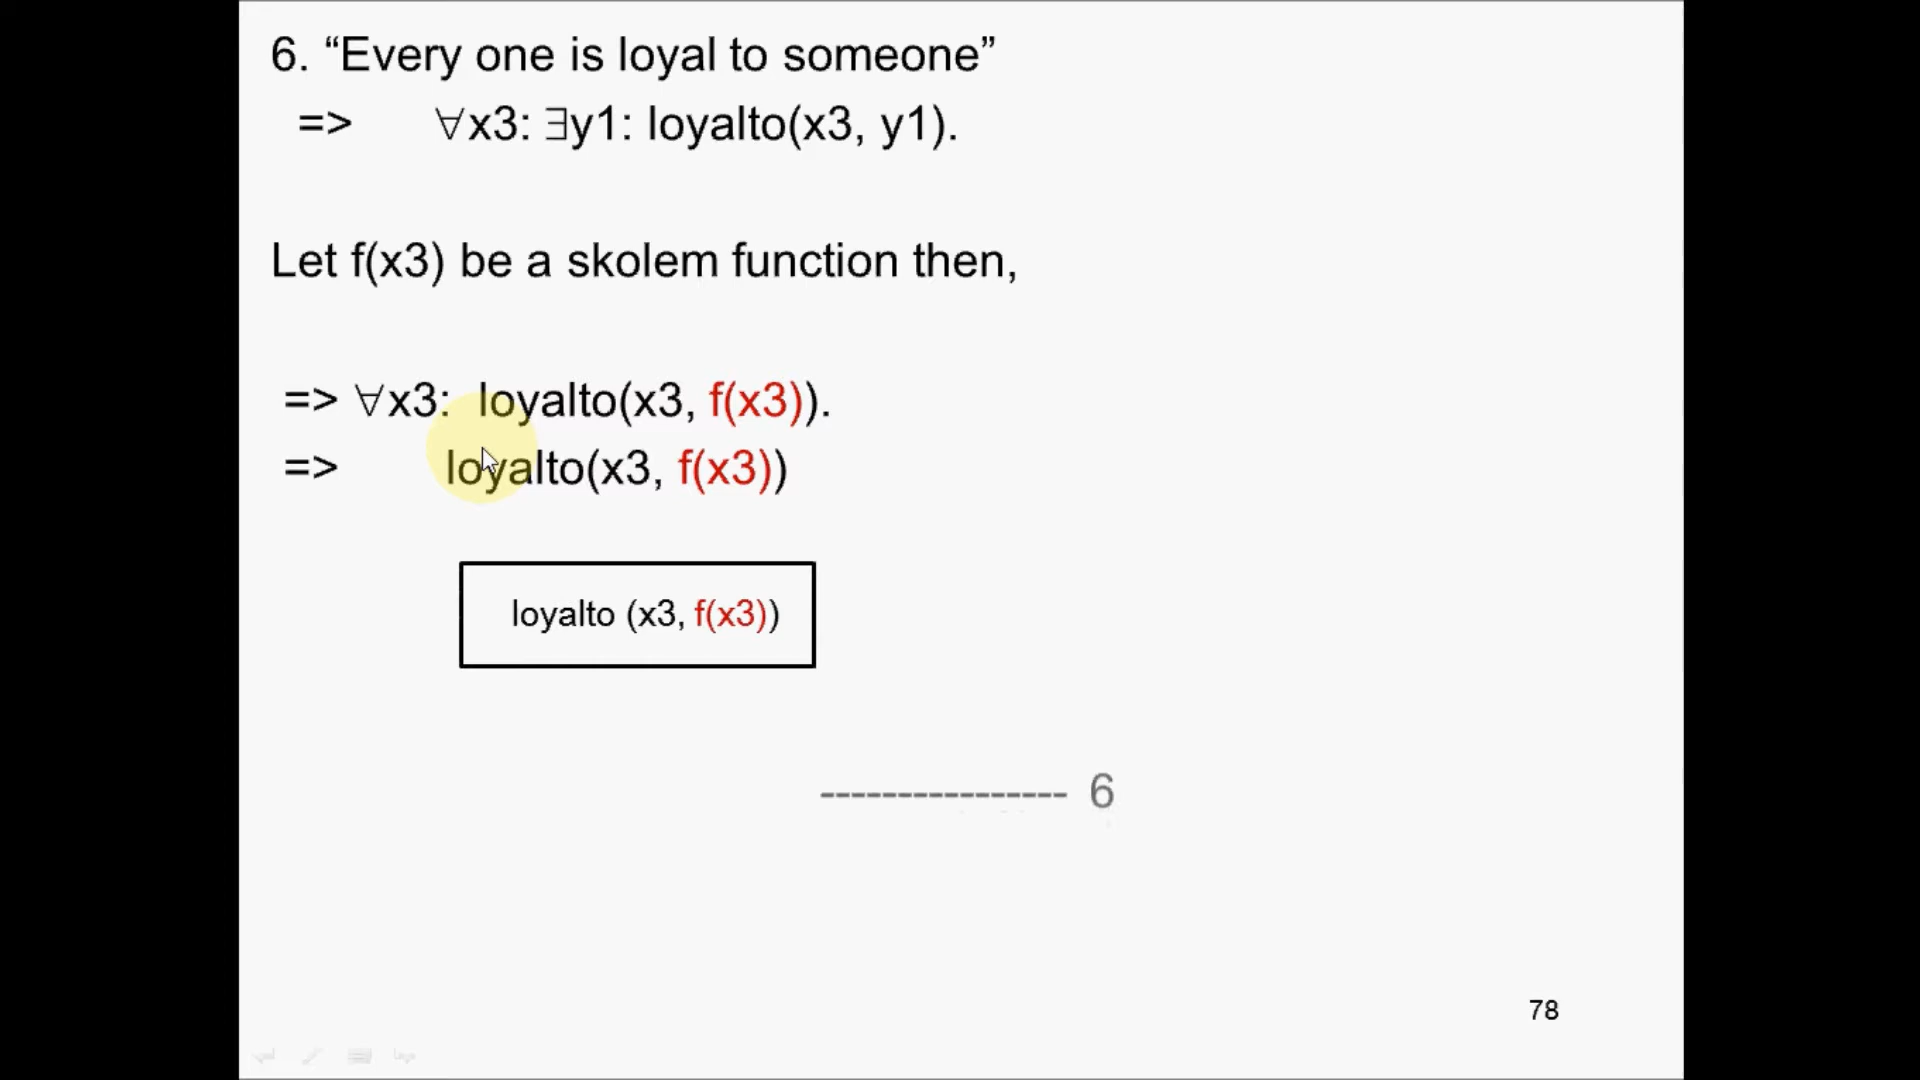 6. “Every one is loyal to someone”
=> ∀x3: ∃y1: loyalto(x3, y1).
Let f(x3) be a skolem function then,
=> ∀x3: loyalto(x3, f(x3)).
=> loyalto(x3, f(x3))
loyalto (x3, f(x3))
---------------- 6
78